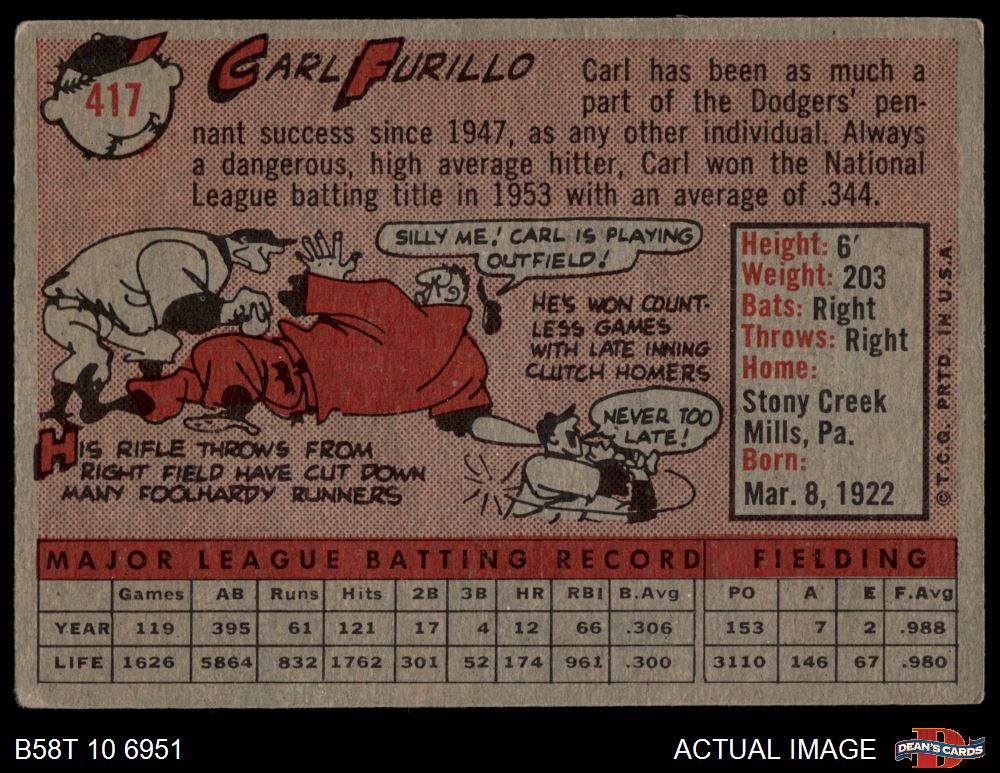 417
CARL FURILLO
Carl has been as much a
part of the Dodgers' pen-
nant success since 1947, as any other individual. Always
a dangerous, high average hitter, Carl won the National
League batting title in 1953 with an average of .344.
SILLY ME! CARL IS PLAYING
OUTFIELD!
HE'S WON COUNT-
LESS GAMES
WITH LATE INNING
CLUTCH HOMERS
NEVER TOO
LATE!
HIS RIFLE THROWS FROM
RIGHT FIELD HAVE CUT DOWN
MANY FOOLHARDY RUNNERS
Height: 6'
Weight: 203
Bats: Right
Throws: Right
Home:
Stony Creek
Mills, Pa.
Born:
Mar. 8, 1922
© T.C.G. PRTD. IN U.S.A.
MAJOR LEAGUE BATTING RECORD FIELDING
Games AB Runs Hits 2B 3B HR RBI B.Avg PO A E F.Avg
YEAR 119 395 61 121 17 4 12 66 .306 153 7 2 .988
LIFE 1626 5864 832 1762 301 52 174 961 .300 3110 146 67 .980
B58T 10 6951
ACTUAL IMAGE
D
DEAN'S CARDS